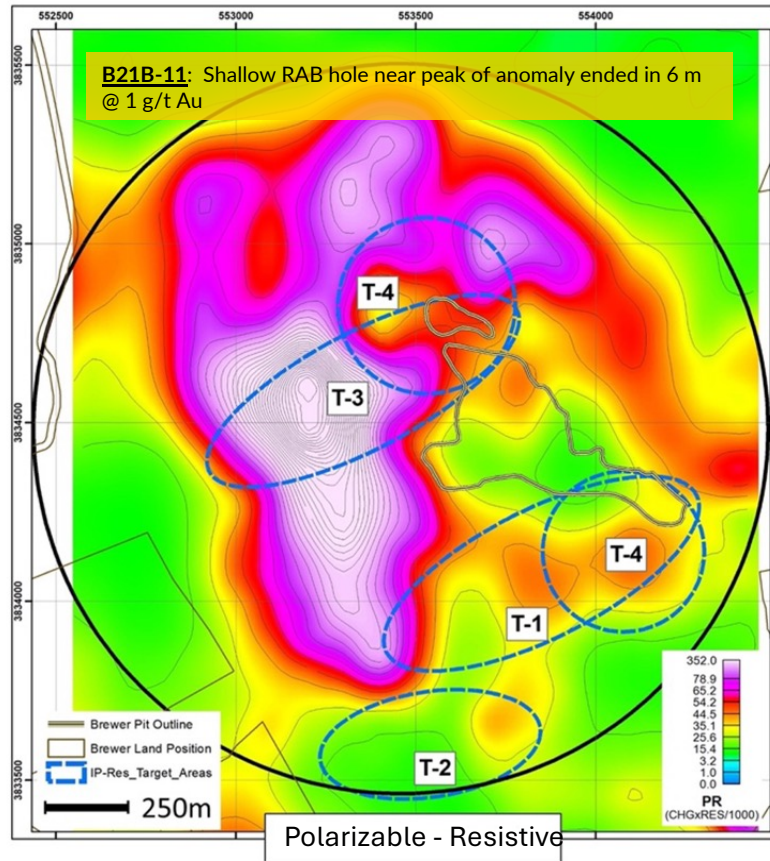 552500 553000 553500 554000
B21B-11: Shallow RAB hole near peak of anomaly ended in 6 m
@ 1 g/t Au
3835500
3835000
3834500
3834000
3833500
T-4
T-3
T-4
T-1
T-2
Brewer Pit Outline
Brewer Land Position
IP-Res_Target_Areas
250m
352.0
78.9
65.2
54.2
44.5
35.1
25.6
15.4
3.2
1.0
0.0
PR
(CHGxRES/1000)
Polarizable - Resistive